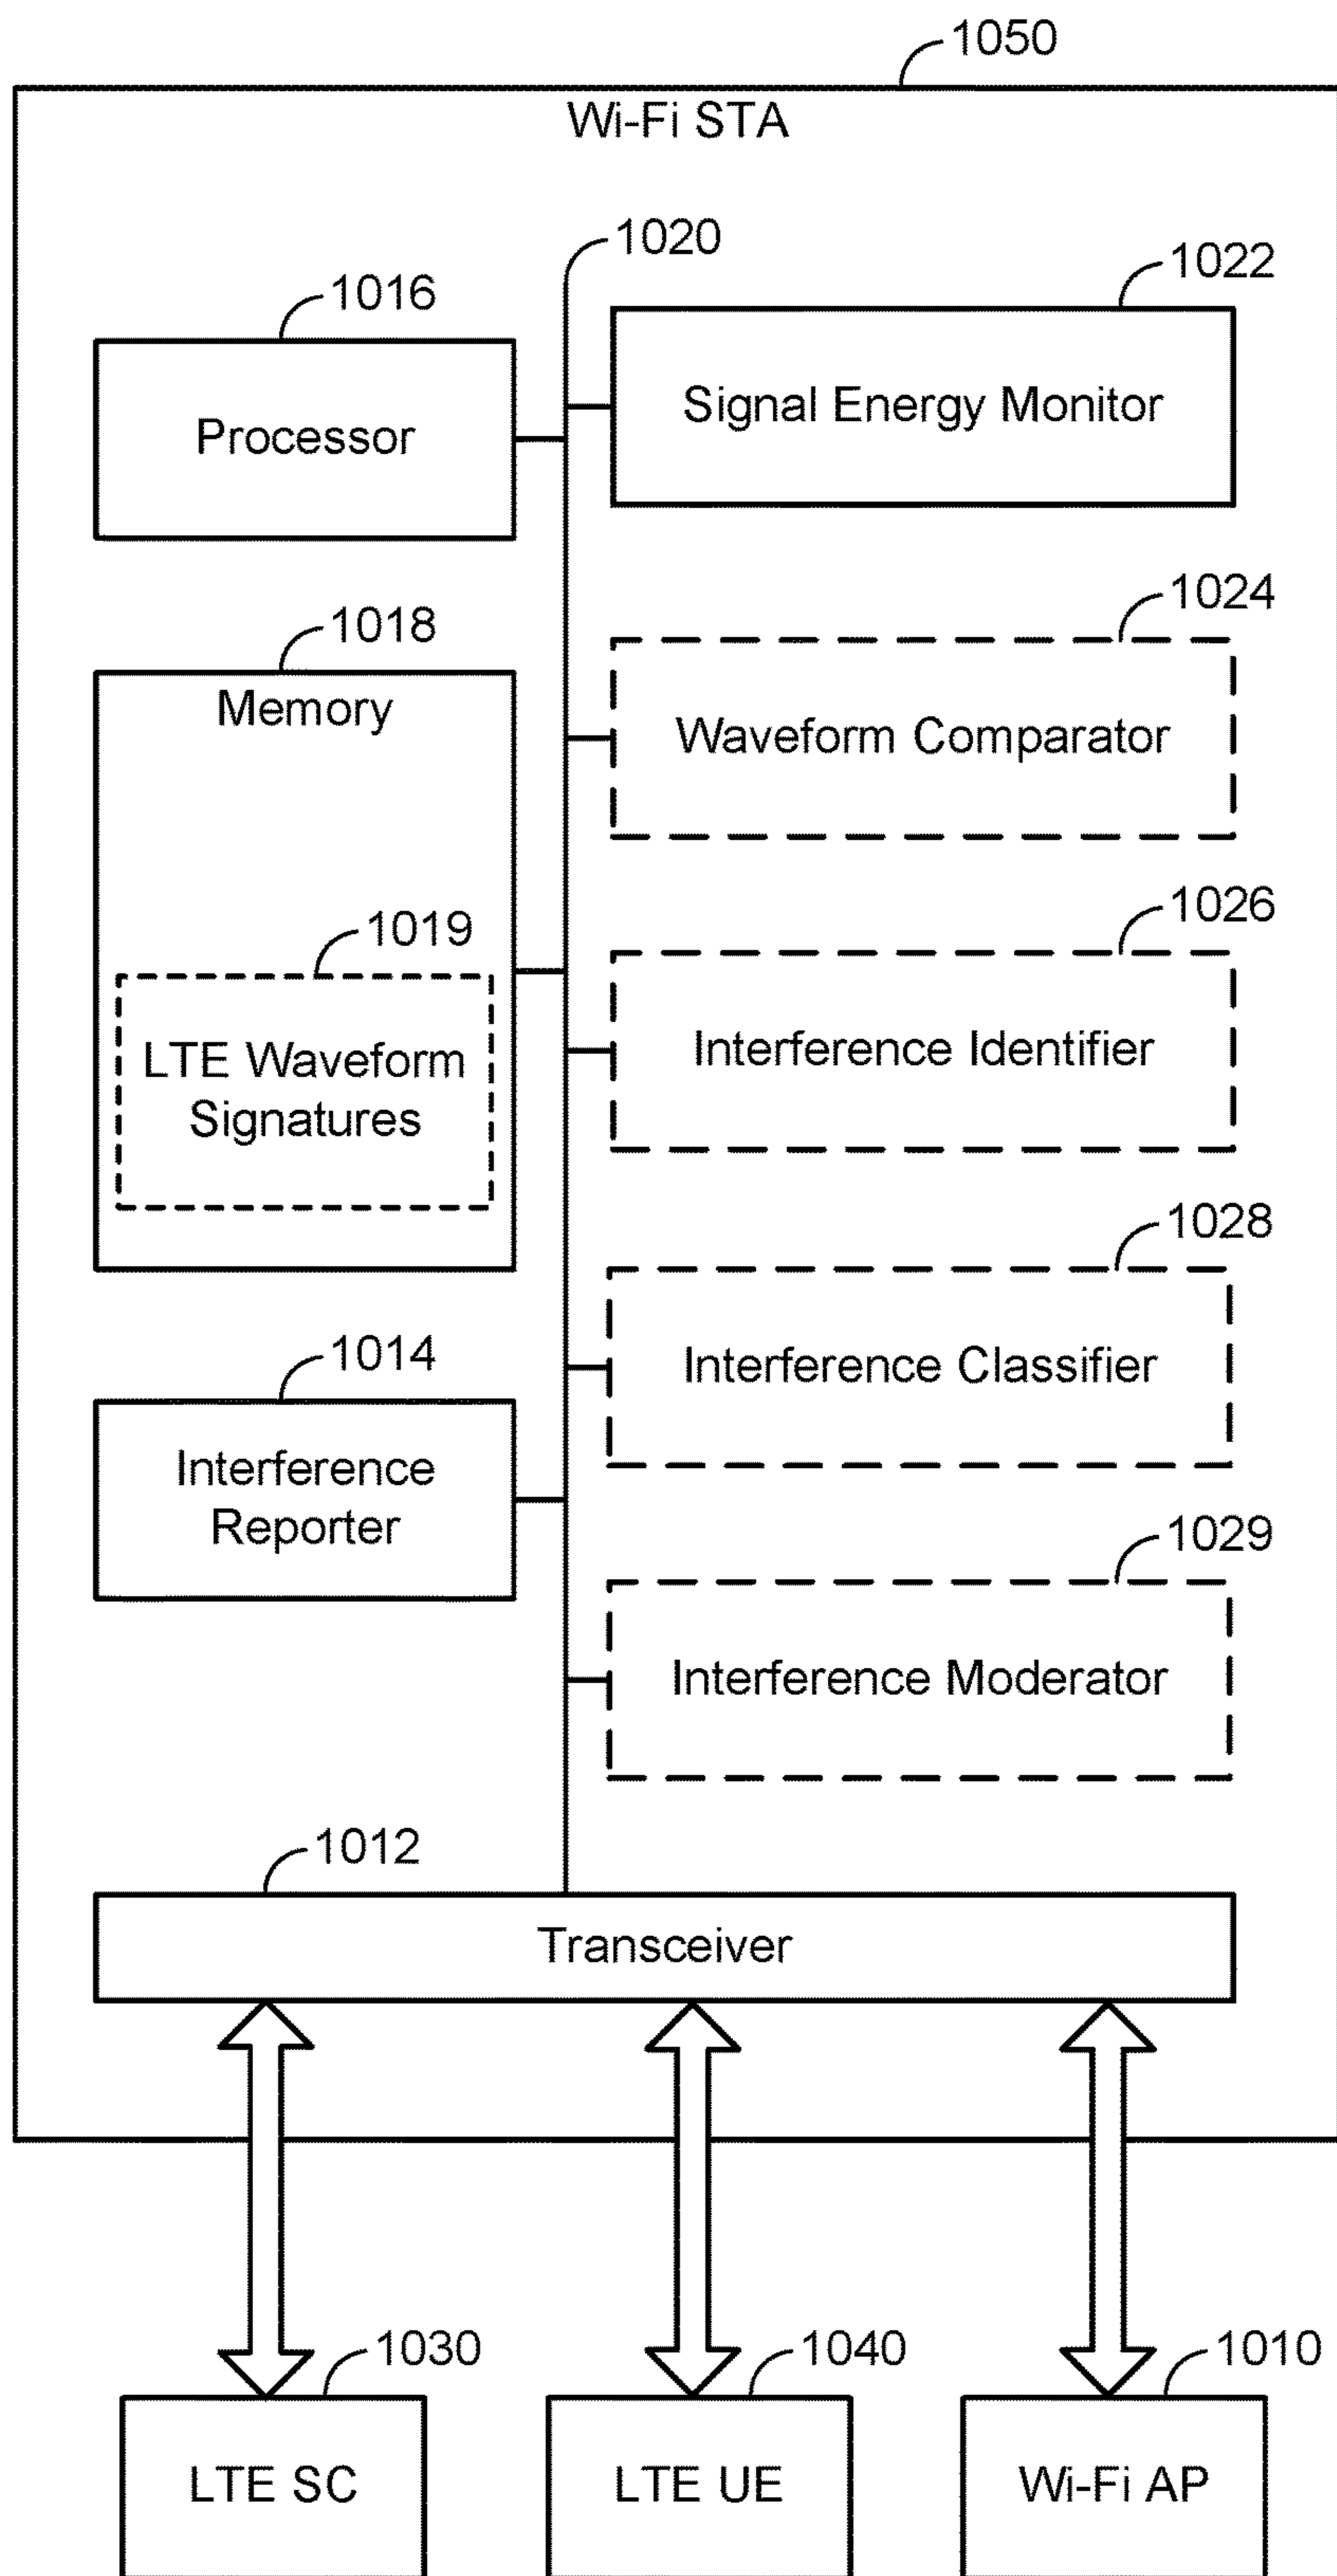 1050
Wi-Fi STA
1020
1022
1016
Signal Energy Monitor
Processor
1024
1018
Memory
Waveform Comparator
1026
1019
LTE Waveform
Signatures
Interference Identifier
1028
1014
Interference Classifier
Interference
Reporter
1029
Interference Moderator
1012
Transceiver
1030
1040
1010
LTE SC
LTE UE
Wi-Fi AP